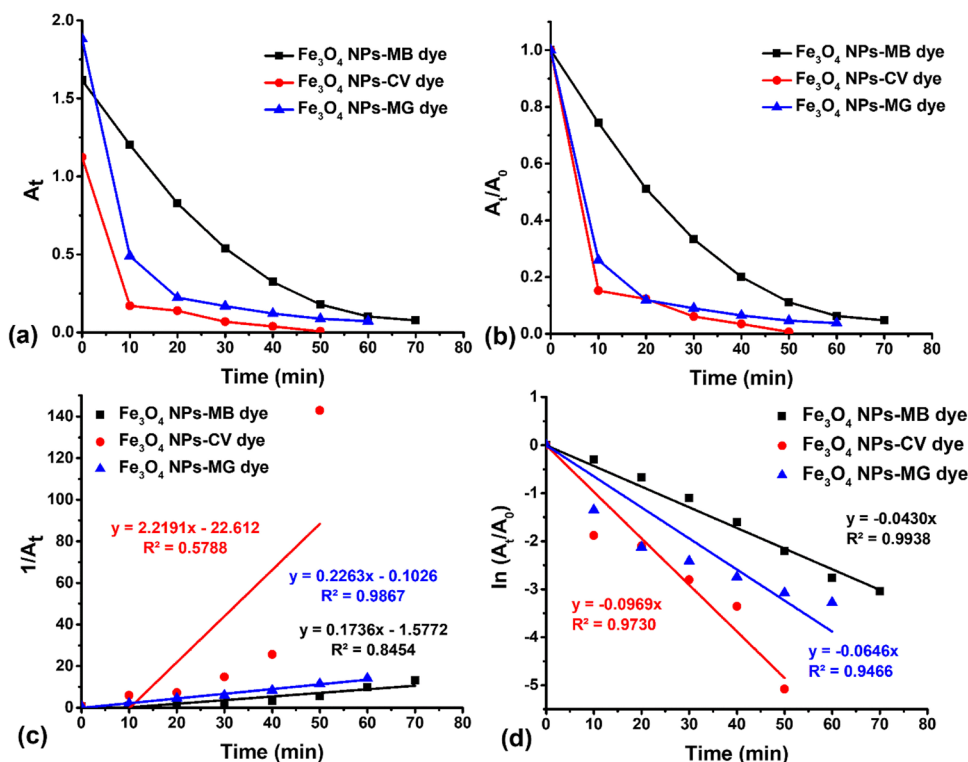 2.0
1.5
1.0
0.5
0.0
At
0 10 20 30 40 50 60 70 80
Time (min)
Fe₃O₄ NPs-MB dye
Fe₃O₄ NPs-CV dye
Fe₃O₄ NPs-MG dye
(a)
1.0
0.8
0.6
0.4
0.2
0.0
At/A₀
0 10 20 30 40 50 60 70 80
Time (min)
Fe₃O₄ NPs-MB dye
Fe₃O₄ NPs-CV dye
Fe₃O₄ NPs-MG dye
(b)
140
120
100
80
60
40
20
0
1/At
0 10 20 30 40 50 60 70 80
Time (min)
Fe₃O₄ NPs-MB dye
Fe₃O₄ NPs-CV dye
Fe₃O₄ NPs-MG dye
y = 2.2191x - 22.612
R² = 0.5788
y = 0.2263x - 0.1026
R² = 0.9867
y = 0.1736x - 1.5772
R² = 0.8454
(c)
0
-1
-2
-3
-4
-5
ln (At/A₀)
0 10 20 30 40 50 60 70 80
Time (min)
Fe₃O₄ NPs-MB dye
Fe₃O₄ NPs-CV dye
Fe₃O₄ NPs-MG dye
y = -0.0430x
R² = 0.9938
y = -0.0969x
R² = 0.9730
y = -0.0646x
R² = 0.9466
(d)